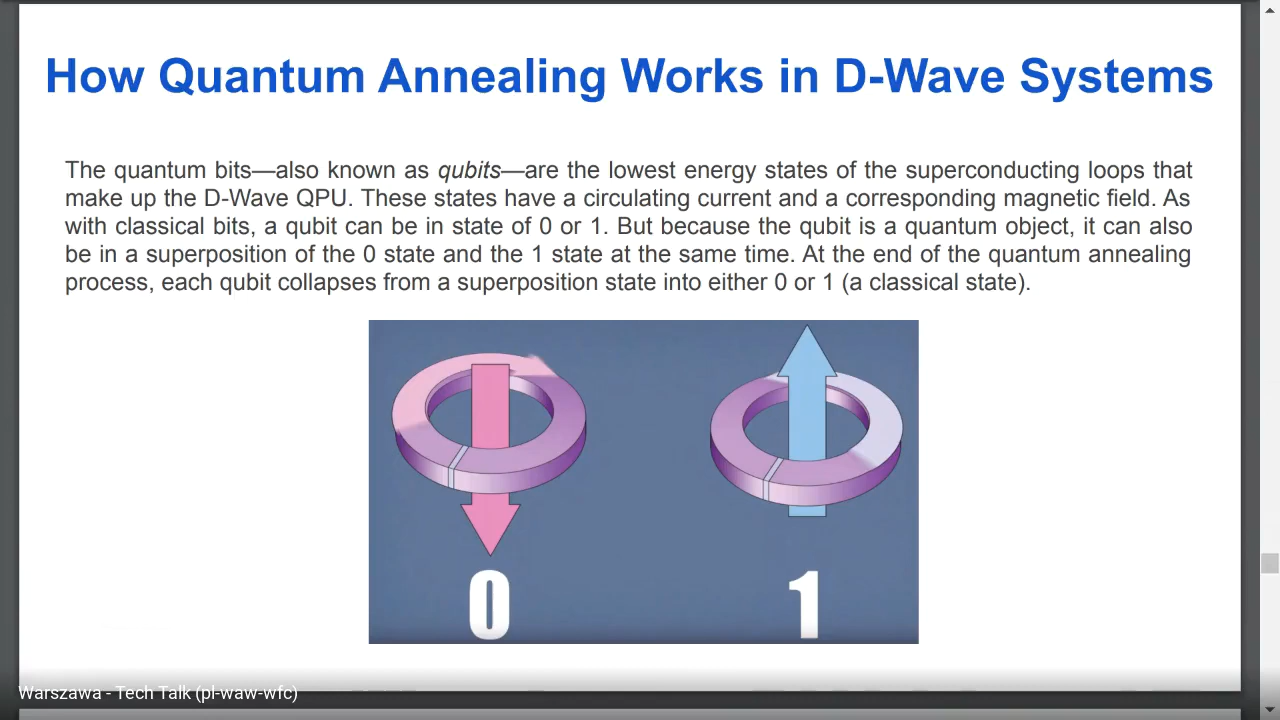 How Quantum Annealing Works in D-Wave Systems
The quantum bits—also known as qubits—are the lowest energy states of the superconducting loops that
make up the D-Wave QPU. These states have a circulating current and a corresponding magnetic field. As
with classical bits, a qubit can be in state of 0 or 1. But because the qubit is a quantum object, it can also
be in a superposition of the 0 state and the 1 state at the same time. At the end of the quantum annealing
process, each qubit collapses from a superposition state into either 0 or 1 (a classical state).
0 1
Warszawa - Tech Talk (pl-waw-wfc)